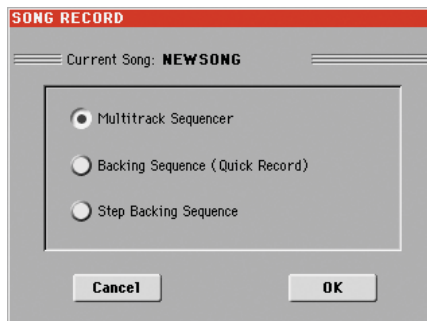 SONG RECORD
Current Song: NEWSONG
Multitrack Sequencer
Backing Sequence (Quick Record)
Step Backing Sequence
Cancel OK